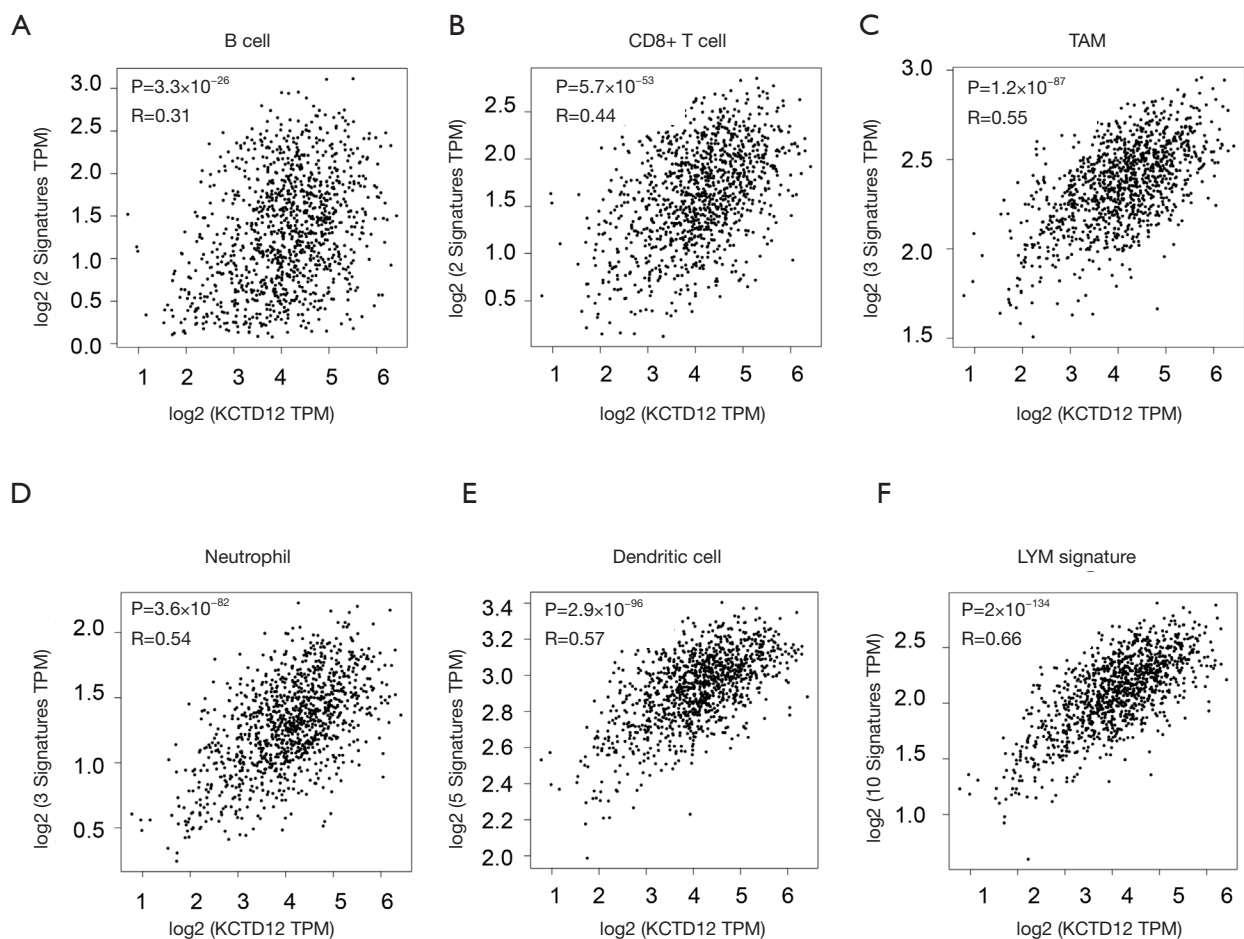 A
B cell
P=3.3×10⁻²⁶
R=0.31
3.0
2.5
2.0
1.5
1.0
0.5
0.0
log2 (2 Signatures TPM)
1 2 3 4 5 6
log2 (KCTD12 TPM)
B
CD8+ T cell
P=5.7×10⁻⁵³
R=0.44
2.5
2.0
1.5
1.0
0.5
log2 (2 Signatures TPM)
1 2 3 4 5 6
log2 (KCTD12 TPM)
C
TAM
P=1.2×10⁻⁸⁷
R=0.55
3.0
2.5
2.0
1.5
log2 (3 Signatures TPM)
1 2 3 4 5 6
log2 (KCTD12 TPM)
D
Neutrophil
P=3.6×10⁻⁸²
R=0.54
2.0
1.5
1.0
0.5
log2 (3 Signatures TPM)
1 2 3 4 5 6
log2 (KCTD12 TPM)
E
Dendritic cell
P=2.9×10⁻⁹⁶
R=0.57
3.4
3.2
3.0
2.8
2.6
2.4
2.2
2.0
log2 (5 Signatures TPM)
1 2 3 4 5 6
log2 (KCTD12 TPM)
F
LYM signature
P=2×10⁻¹³⁴
R=0.66
2.5
2.0
1.5
1.0
log2 (10 Signatures TPM)
1 2 3 4 5 6
log2 (KCTD12 TPM)